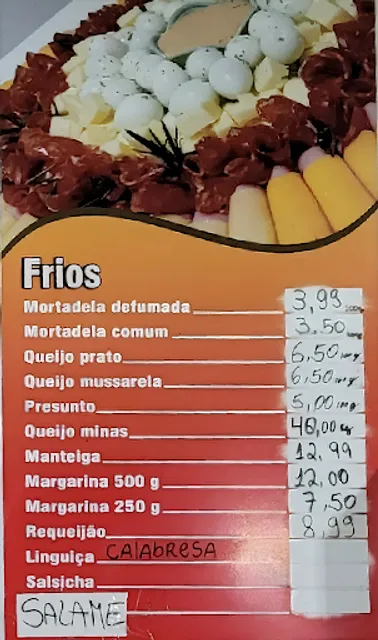 Frios
Mortadela defumada 3,99
Mortadela comum 3,50
Queijo prato 6,50
Queijo mussarela 6,50
Presunto 5,00
Queijo minas 40,00 kg
Manteiga 12,99
Margarina 500 g 12,00
Margarina 250 g 7,50
Requeijão 8,99
Linguiça CALABRESA
Salsicha
SALAME